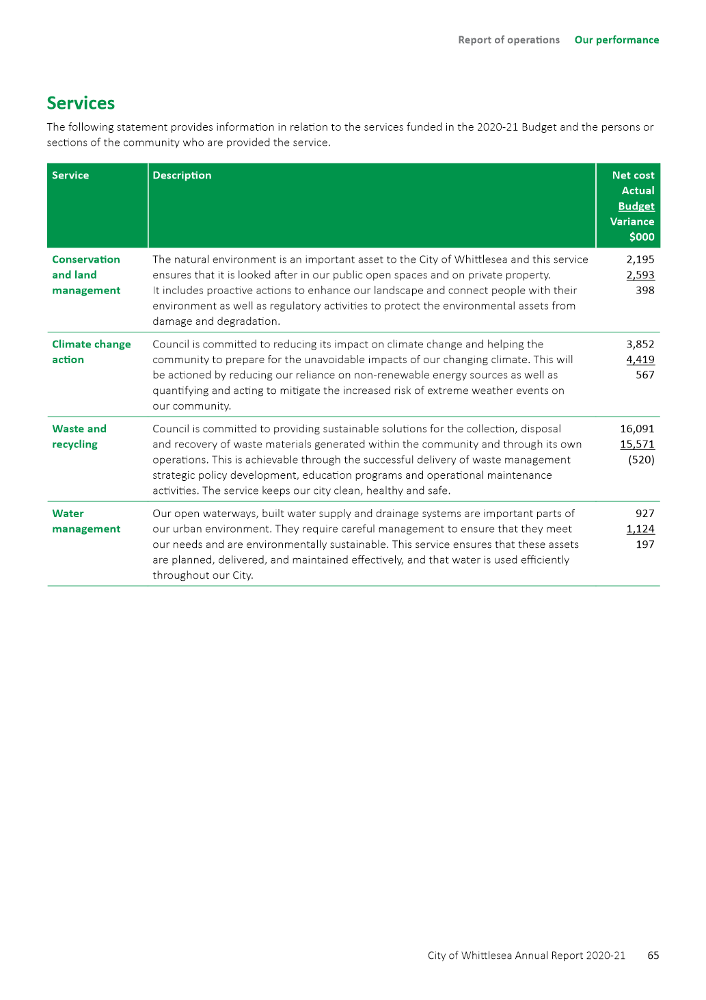 Report of operations Our performance
Services
The following statement provides information in relation to the services funded in the 2020-21 Budget and the persons or
sections of the community who are provided the service.
Service
Description
Net cost
Actual
Budget
Variance
$000
Conservation
and land
management
The natural environment is an important asset to the City of Whittlesea and this service
ensures that it is looked after in our public open spaces and on private property.
It includes proactive actions to enhance our landscape and connect people with their
environment as well as regulatory activities to protect the environmental assets from
damage and degradation.
2,195
2,593
398
Climate change
action
Council is committed to reducing its impact on climate change and helping the
community to prepare for the unavoidable impacts of our changing climate. This will
be actioned by reducing our reliance on non-renewable energy sources as well as
quantifying and acting to mitigate the increased risk of extreme weather events on
our community.
3,852
4,419
567
Waste and
recycling
Council is committed to providing sustainable solutions for the collection, disposal
and recovery of waste materials generated within the community and through its own
operations. This is achievable through the successful delivery of waste management
strategic policy development, education programs and operational maintenance
activities. The service keeps our city clean, healthy and safe.
16,091
15,571
(520)
Water
management
Our open waterways, built water supply and drainage systems are important parts of
our urban environment. They require careful management to ensure that they meet
our needs and are environmentally sustainable. This service ensures that these assets
are planned, delivered, and maintained effectively, and that water is used efficiently
throughout our City.
927
1,124
197
City of Whittlesea Annual Report 2020-21 65